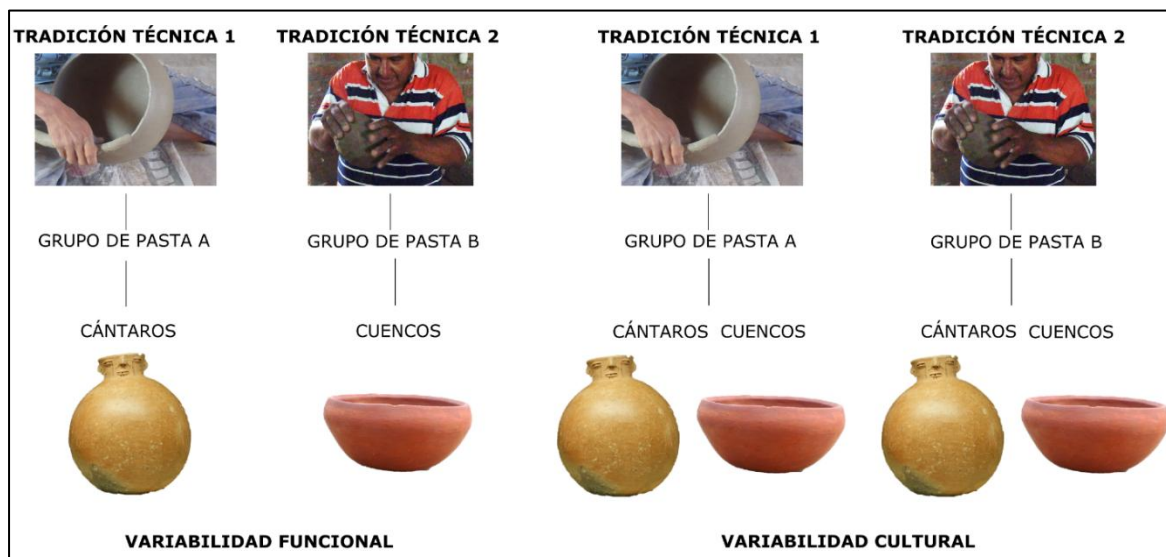 TRADICIÓN TÉCNICA 1
TRADICIÓN TÉCNICA 2
TRADICIÓN TÉCNICA 1
TRADICIÓN TÉCNICA 2
GRUPO DE PASTA A
GRUPO DE PASTA B
GRUPO DE PASTA A
GRUPO DE PASTA B
CÁNTAROS
CUENCOS
CÁNTAROS CUENCOS
CÁNTAROS CUENCOS
VARIABILIDAD FUNCIONAL
VARIABILIDAD CULTURAL